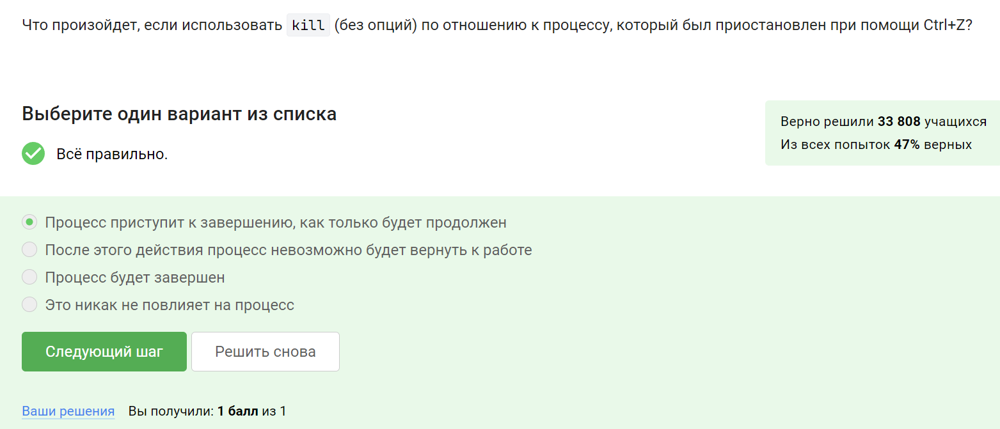 Что произойдет, если использовать kill (без опций) по отношению к процессу, который был приостановлен при помощи Ctrl+Z?
Выберите один вариант из списка
Всё правильно.
Верно решили 33 808 учащихся
Из всех попыток 47% верных
Процесс приступит к завершению, как только будет продолжен
После этого действия процесс невозможно будет вернуть к работе
Процесс будет завершен
Это никак не повлияет на процесс
Следующий шаг
Решить снова
Ваши решения
Вы получили: 1 балл из 1